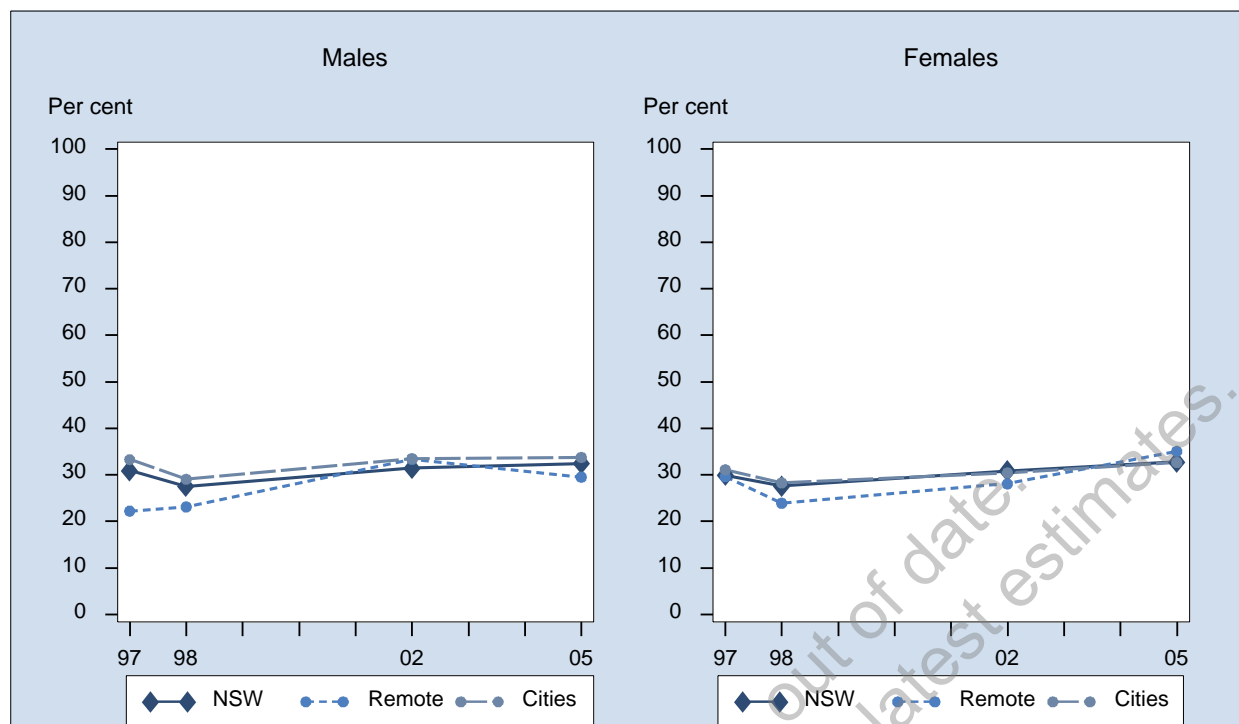 Males
Females
Per cent
Per cent
100
90
80
70
60
50
40
30
20
10
0
97 98 02 05
100
90
80
70
60
50
40
30
20
10
0
97 98 02 05
NSW Remote Cities
NSW Remote Cities
out of date.
latest estimates.